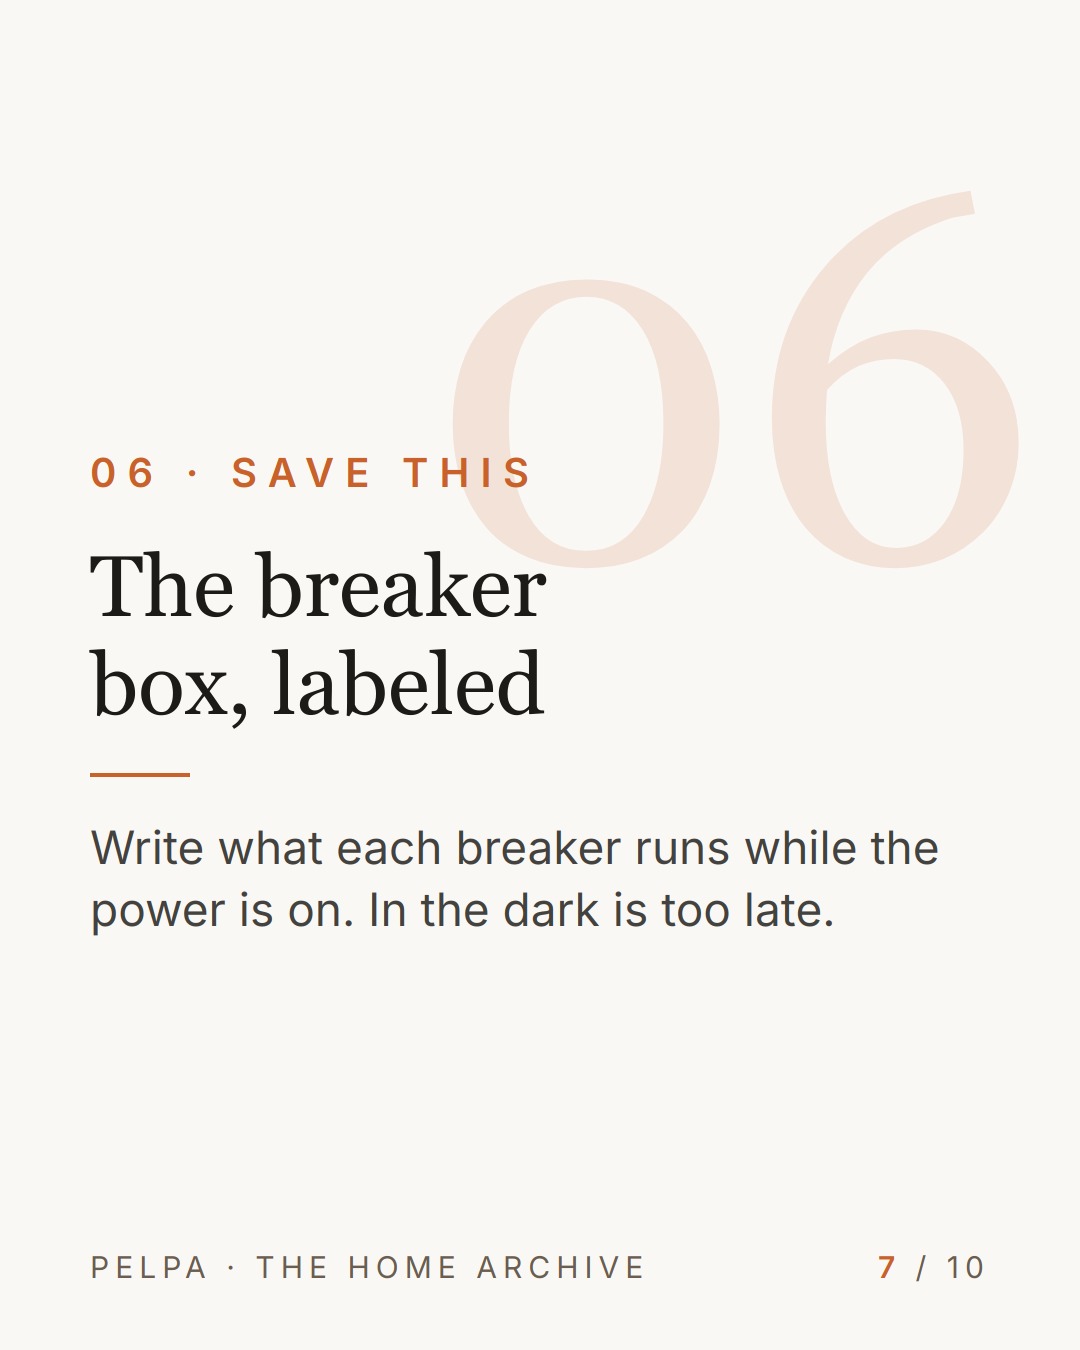 06
06 · SAVE THIS
The breaker
box, labeled
Write what each breaker runs while the
power is on. In the dark is too late.
PELPA · THE HOME ARCHIVE
7 / 10